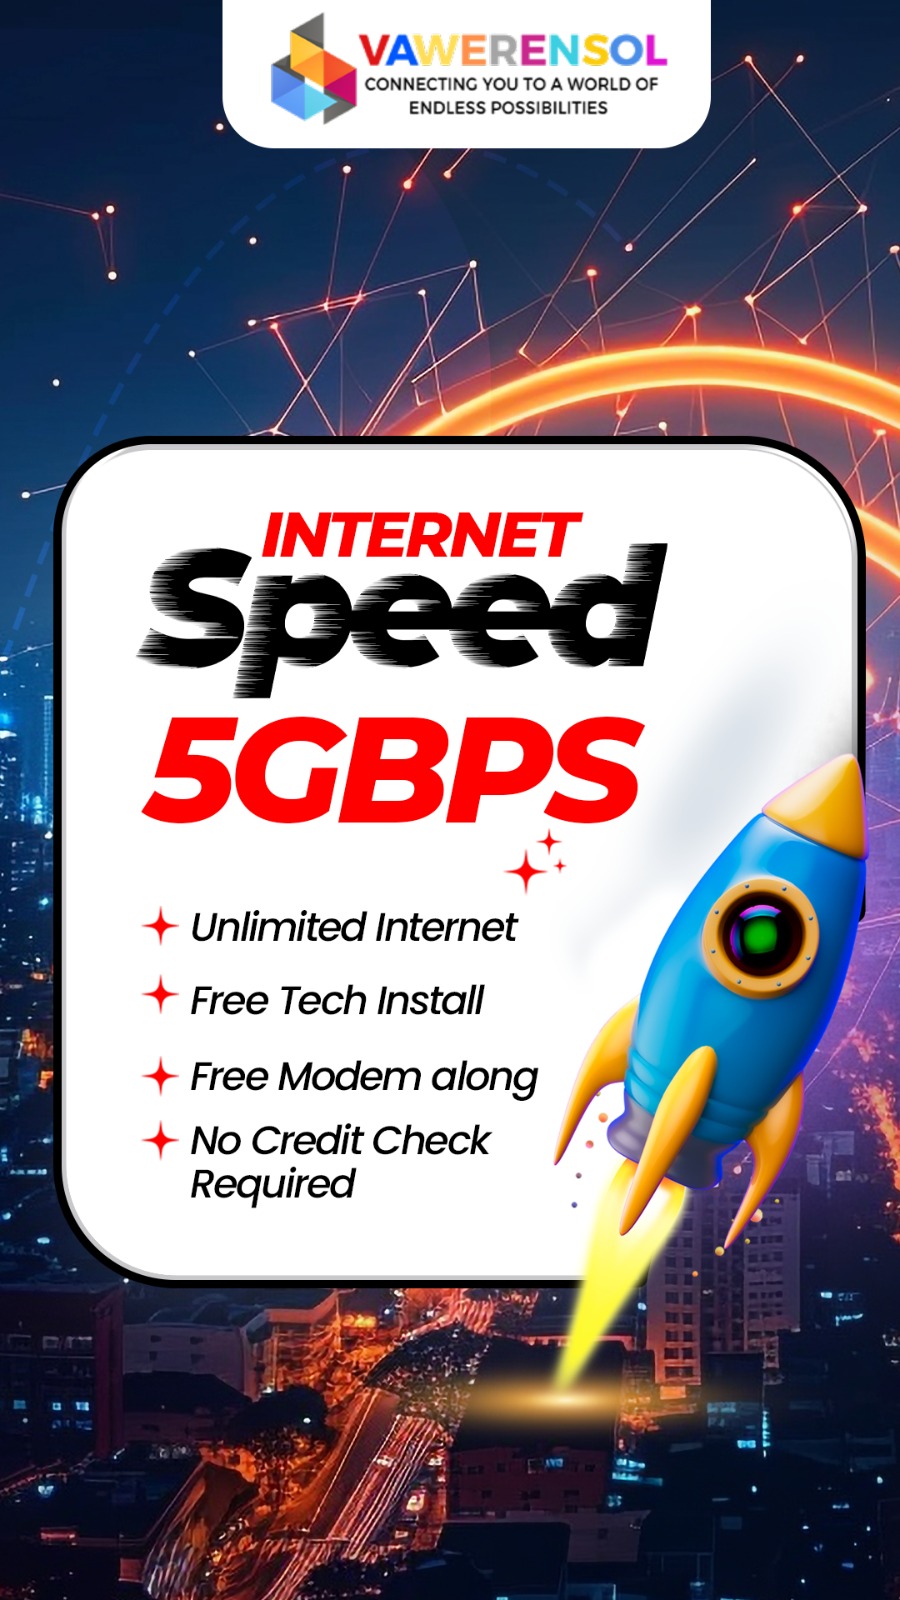 VAWERENSOL
CONNECTING YOU TO A WORLD OF
ENDLESS POSSIBILITIES
INTERNET
Speed
5GBPS
Unlimited Internet
Free Tech Install
Free Modem along
No Credit Check
Required